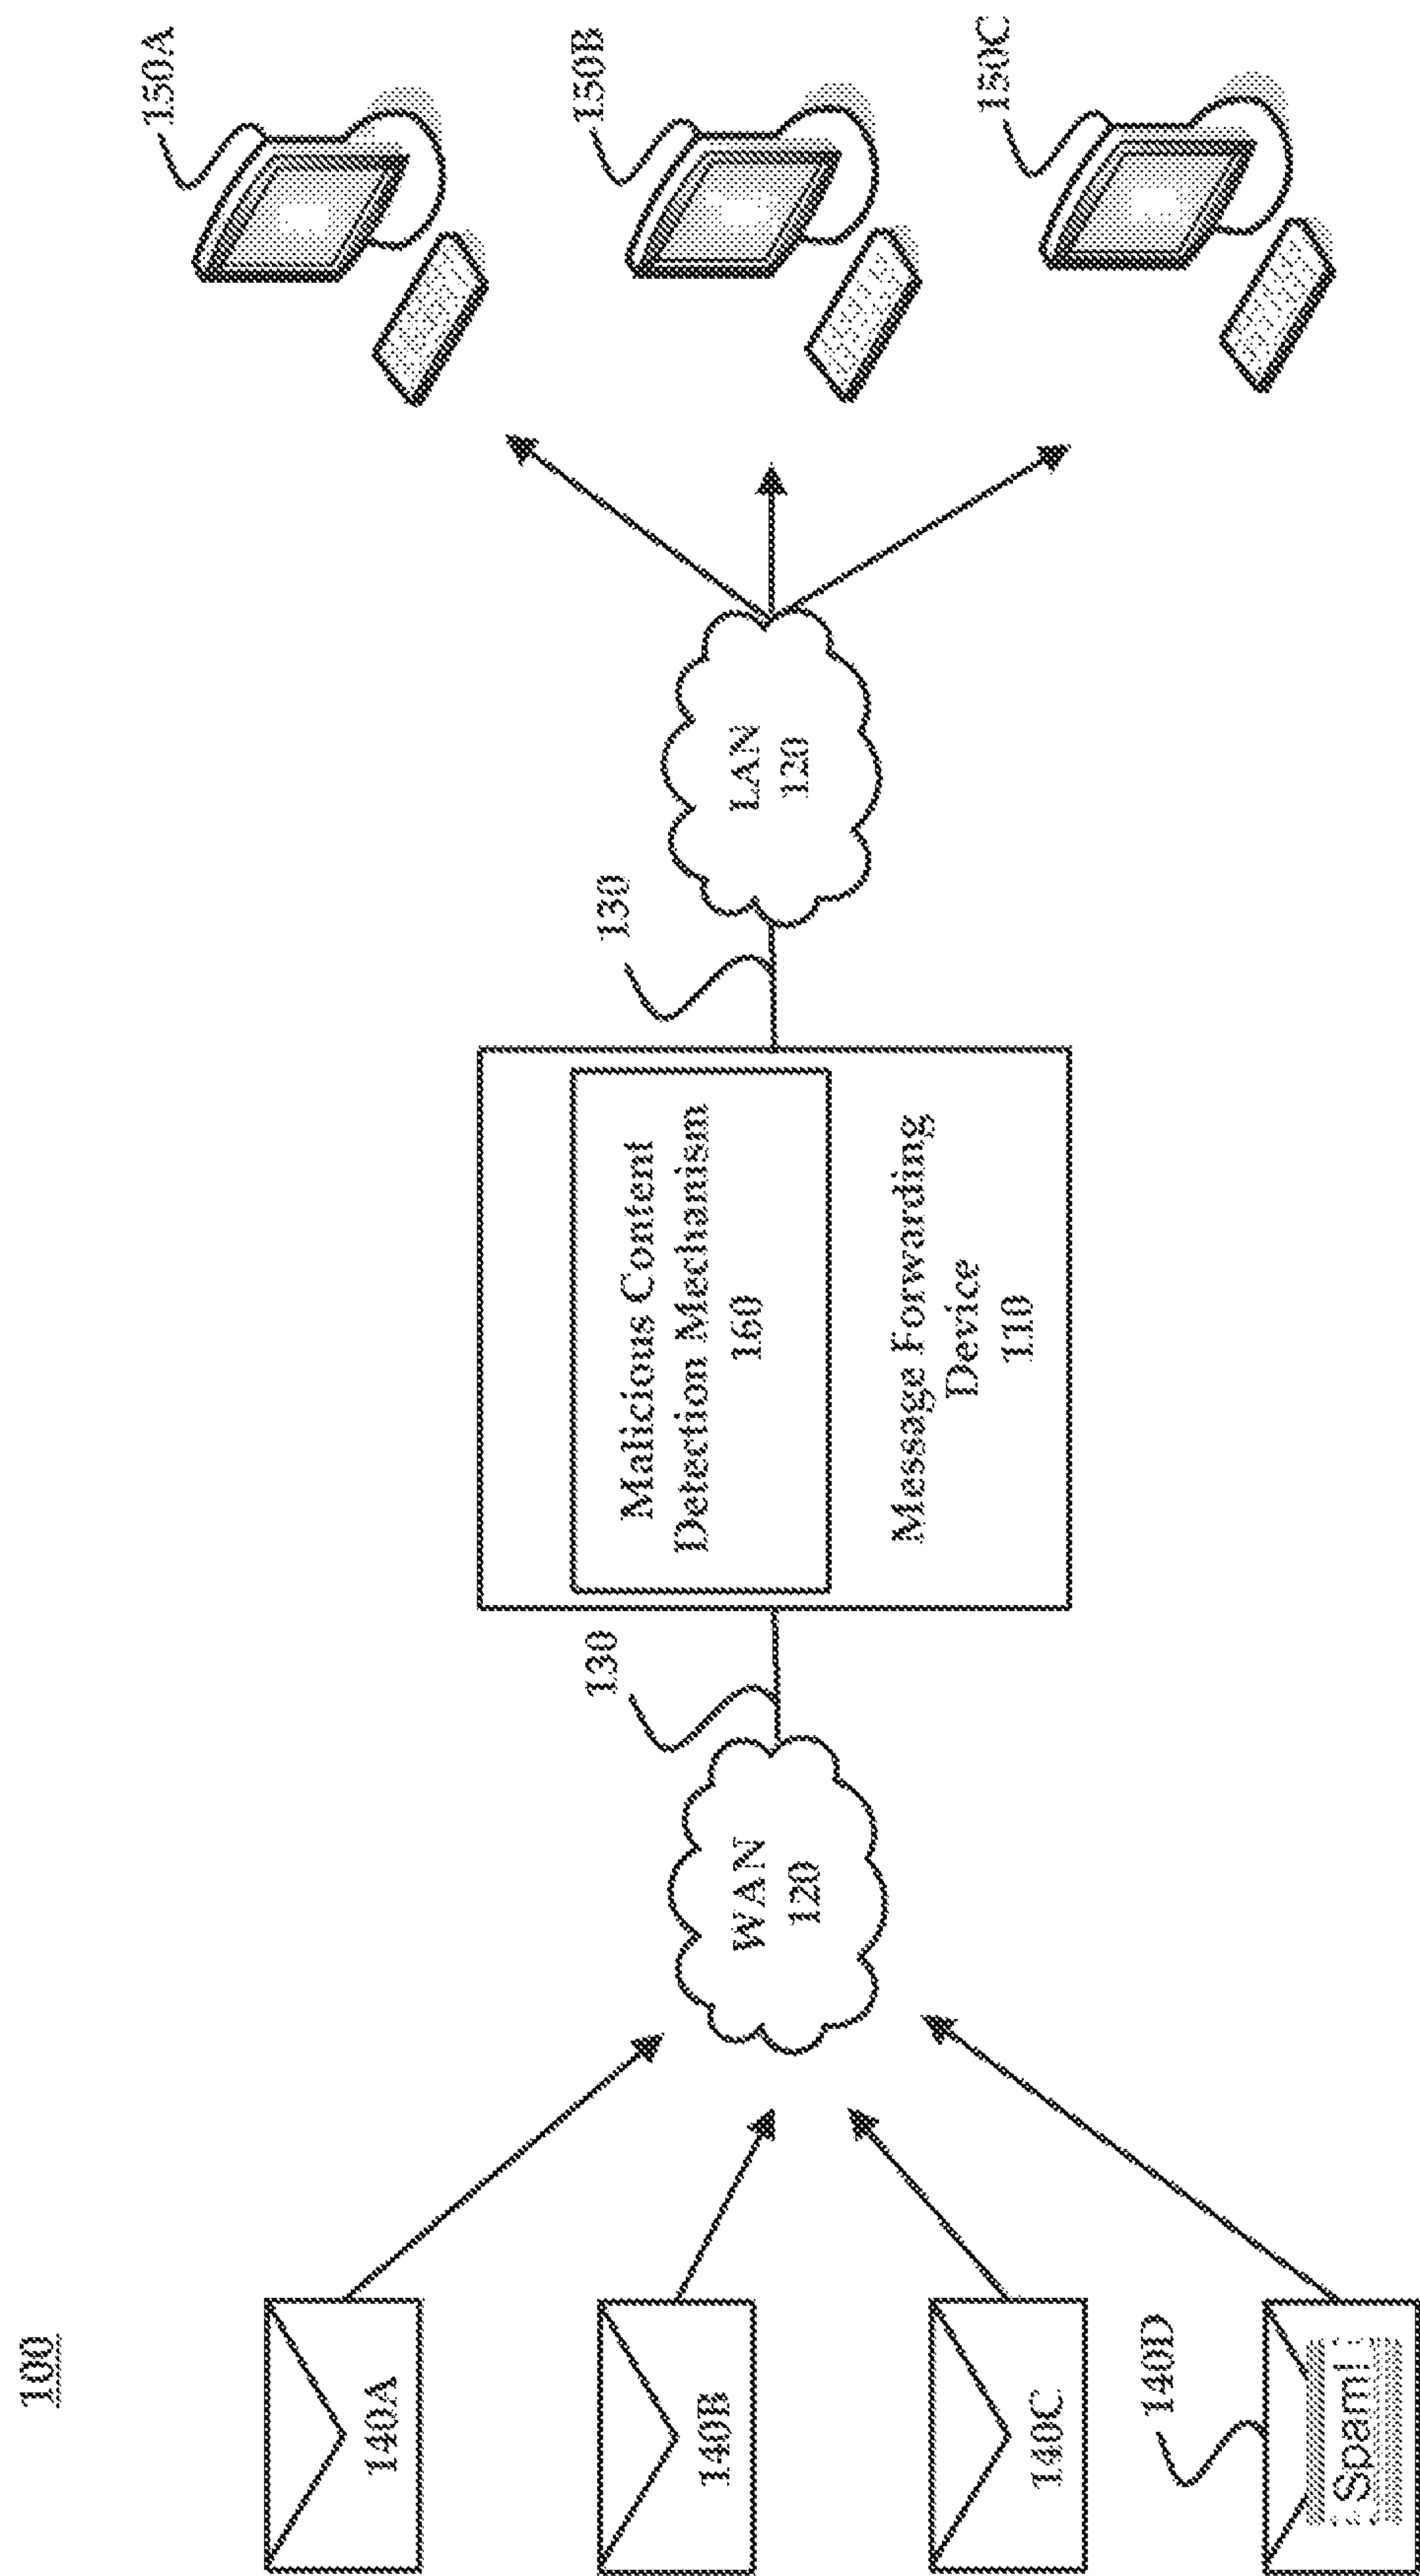 100
140A
140B
140C
140D
Spam!
WAN
120
130
Malicious Content
Detection Mechanism
160
Message Forwarding
Device
110
130
LAN
120
150A
150B
150C